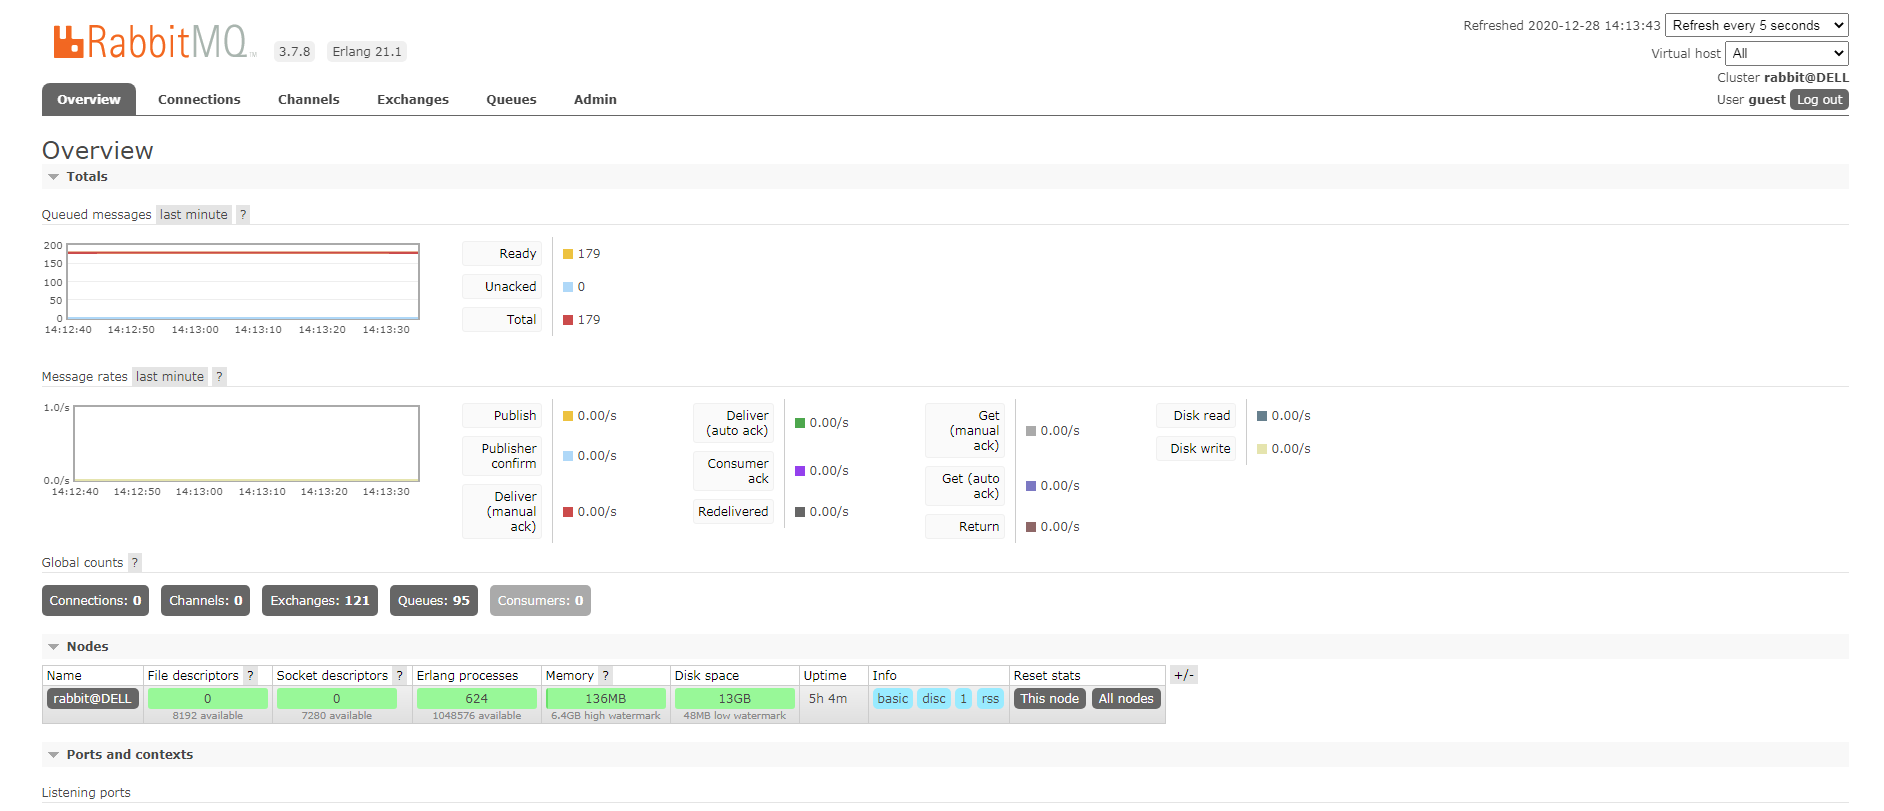 RabbitMQ TM 3.7.8 Erlang 21.1
Refreshed 2020-12-28 14:13:43 Refresh every 5 seconds
Virtual host All
Cluster rabbit@DELL
User guest Log out
Overview Connections Channels Exchanges Queues Admin
Overview
Totals
Queued messages last minute ?
200
150
100
50
0
14:12:40 14:12:50 14:13:00 14:13:10 14:13:20 14:13:30
Ready 179
Unacked 0
Total 179
Message rates last minute ?
1.0/s
0.0/s
14:12:40 14:12:50 14:13:00 14:13:10 14:13:20 14:13:30
Publish 0.00/s
Publisher
confirm 0.00/s
Deliver
(manual
ack) 0.00/s
Deliver
(auto ack) 0.00/s
Consumer
ack 0.00/s
Redelivered 0.00/s
Get
(manual
ack) 0.00/s
Get (auto
ack) 0.00/s
Return 0.00/s
Disk read 0.00/s
Disk write 0.00/s
Global counts ?
Connections: 0 Channels: 0 Exchanges: 121 Queues: 95 Consumers: 0
Nodes
Name File descriptors ? Socket descriptors ? Erlang processes Memory ? Disk space Uptime Info Reset stats +/-
rabbit@DELL 0 0 624 136MB 13GB 5h 4m basic disc 1 rss This node All nodes
8192 available 7280 available 1048576 available 6.4GB high watermark 48MB low watermark
Ports and contexts
Listening ports